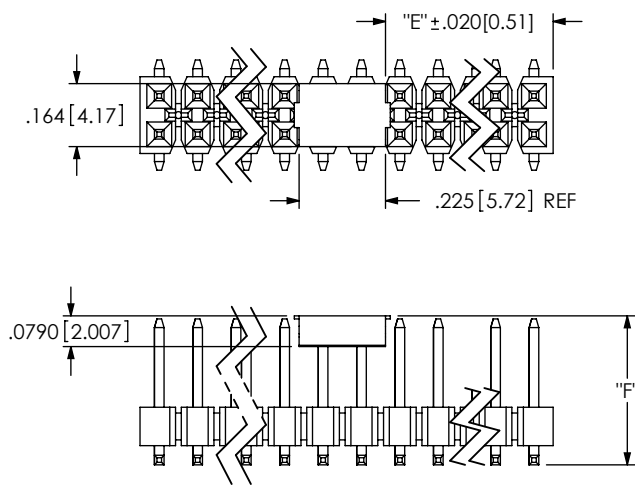 "E"±.020[0.51]
.164[4.17]
.225[5.72] REF
.0790[2.007]
"F"